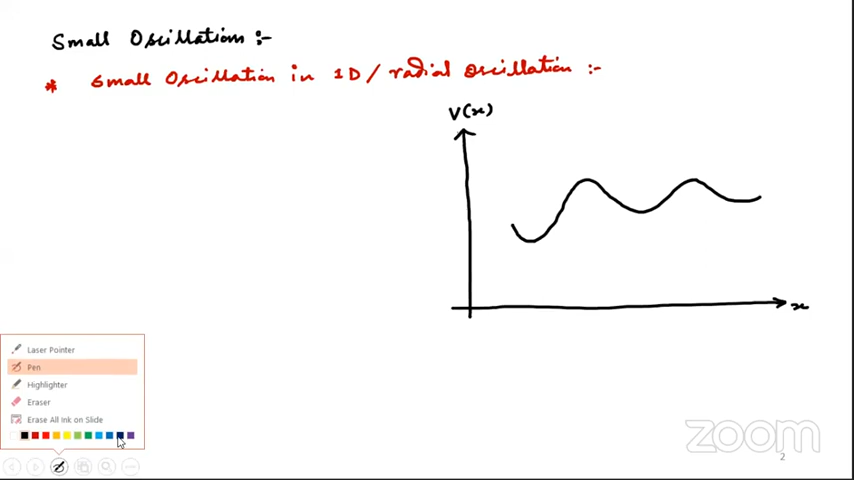 Small Oscillations :-
* Small Oscillation in 1D / radial Oscillation :-
V(x)
x
Laser Pointer
Pen
Highlighter
Eraser
Erase All Ink on Slide
zoom
2